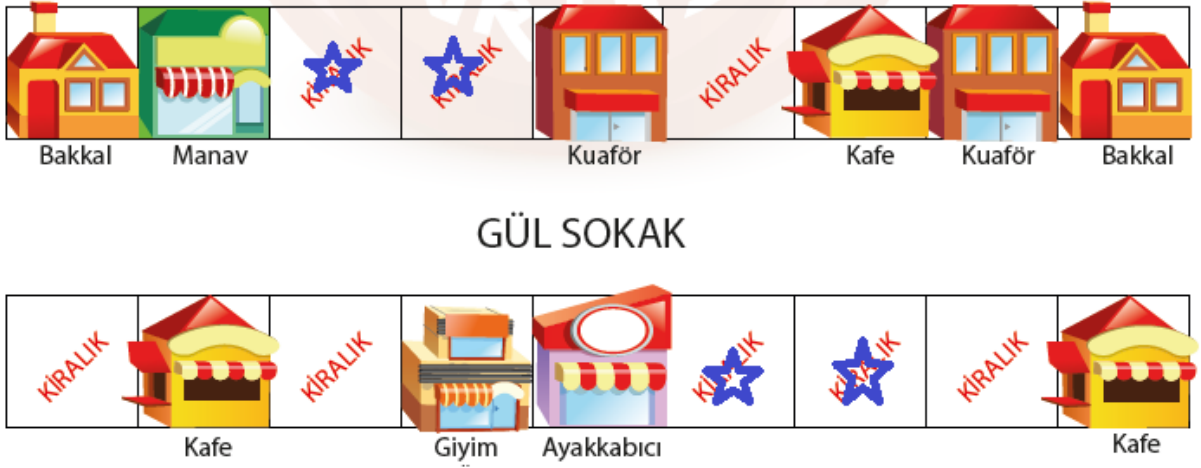 KİRALIK KİRALIK KİRALIK
Bakkal Manav Kuaför Kafe Kuaför Bakkal
GÜL SOKAK
KİRALIK KİRALIK KİRALIK KİRALIK KİRALIK
Kafe Giyim Ayakkabıcı Kafe